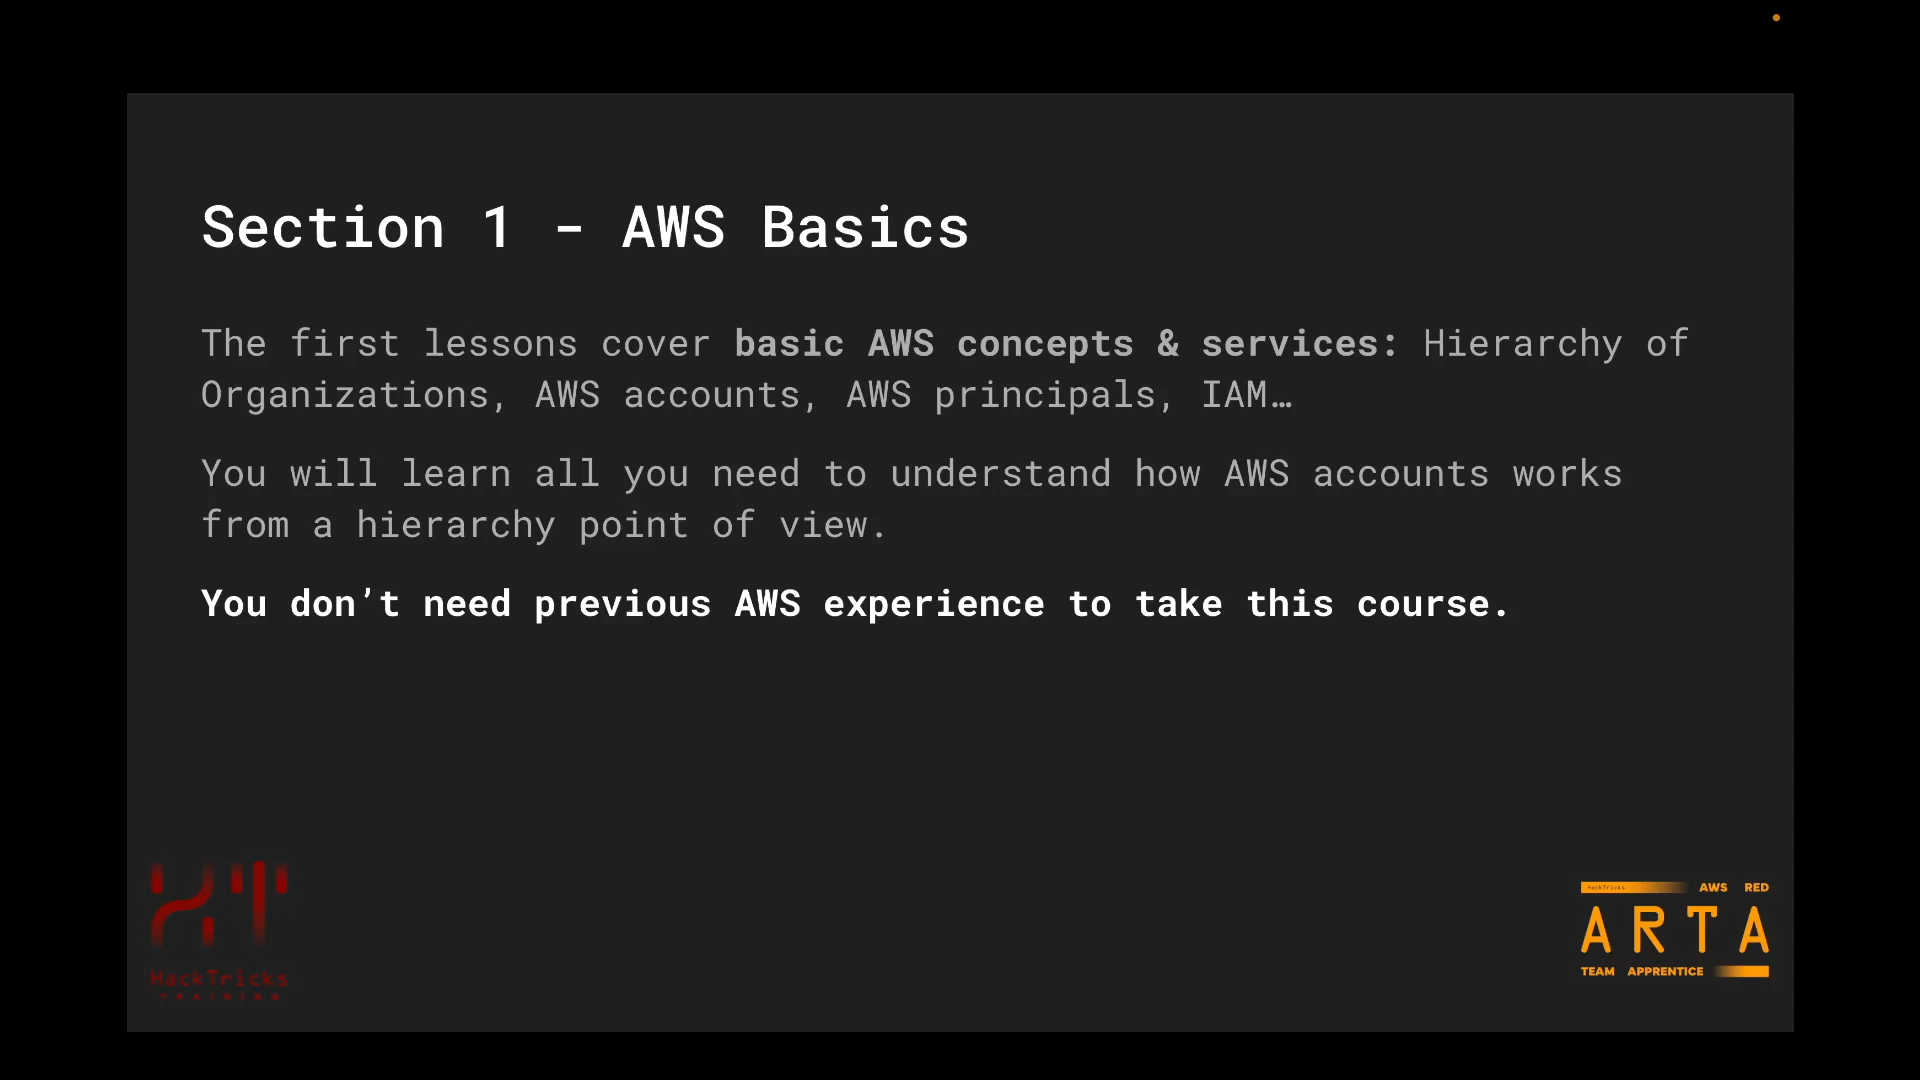 Section 1 - AWS Basics
The first lessons cover basic AWS concepts & services: Hierarchy of
Organizations, AWS accounts, AWS principals, IAM…
You will learn all you need to understand how AWS accounts works
from a hierarchy point of view.
You don’t need previous AWS experience to take this course.
HackTricks
TRAINING
HackTricks AWS RED
ARTA
TEAM APPRENTICE